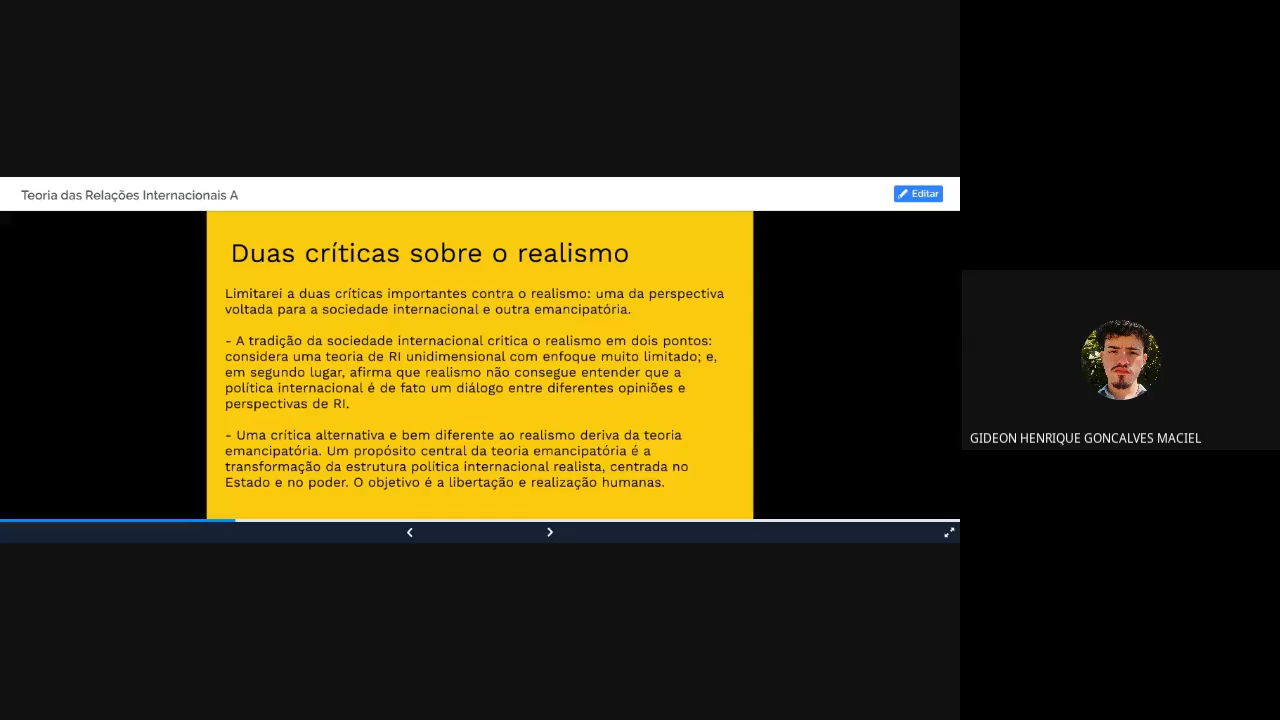 Teoria das Relações Internacionais A
Editar
Duas críticas sobre o realismo
Limitarei a duas críticas importantes contra o realismo: uma da perspectiva
voltada para a sociedade internacional e outra emancipatória.
- A tradição da sociedade internacional critica o realismo em dois pontos:
considera uma teoria de RI unidimensional com enfoque muito limitado; e,
em segundo lugar, afirma que realismo não consegue entender que a
política internacional é de fato um diálogo entre diferentes opiniões e
perspectivas de RI.
- Uma crítica alternativa e bem diferente ao realismo deriva da teoria
emancipatória. Um propósito central da teoria emancipatória é a
transformação da estrutura política internacional realista, centrada no
Estado e no poder. O objetivo é a libertação e realização humanas.
GIDEON HENRIQUE GONCALVES MACIEL